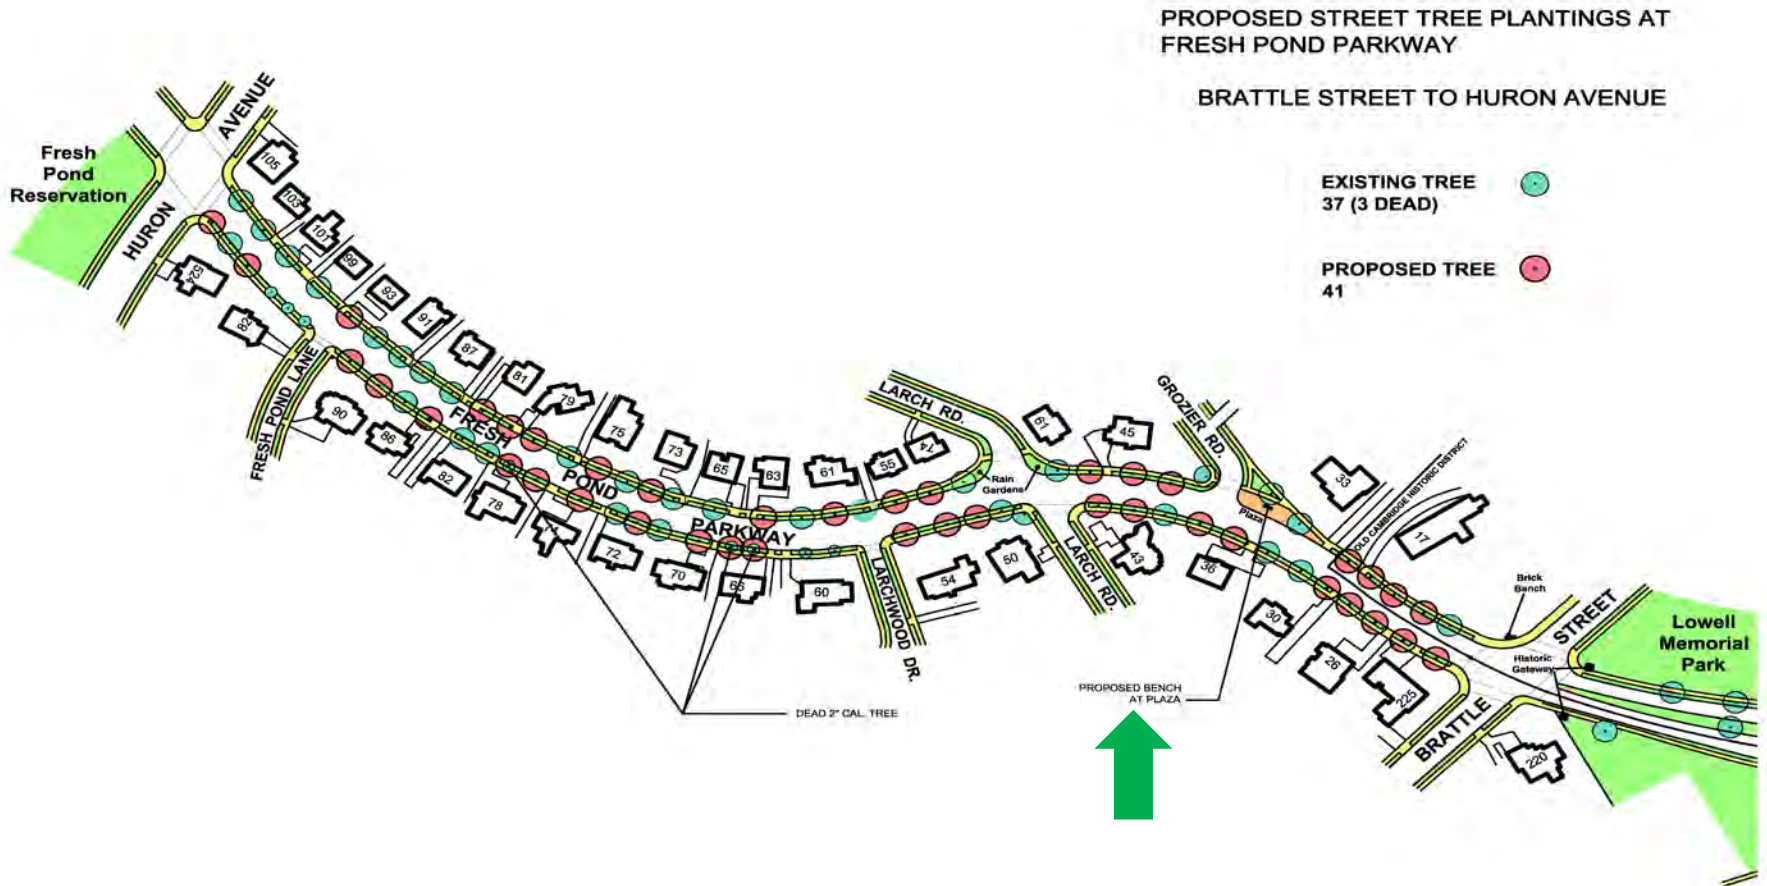 PROPOSED STREET TREE PLANTINGS AT
FRESH POND PARKWAY
BRATTLE STREET TO HURON AVENUE
EXISTING TREE
37 (3 DEAD)
PROPOSED TREE
41
Fresh
Pond
Reservation
HURON
AVENUE
105
103
101
99
93
91
87
81
79
75
73
65
63
61
55
47
524
82
FRESH POND LANE
90
86
82
78
74
72
70
65
60
FRESH
POND
PARKWAY
LARCHWOOD DR.
54
50
LARCH RD.
Rain
Gardens
61
45
GROZIER RD.
LARCH RD.
43
36
30
26
225
Plaza
33
OLD CAMBRIDGE HISTORIC DISTRICT
17
Brick
Bench
BRATTLE
STREET
Historic
Gateway
220
Lowell
Memorial
Park
DEAD 2" CAL. TREE
PROPOSED BENCH
AT PLAZA